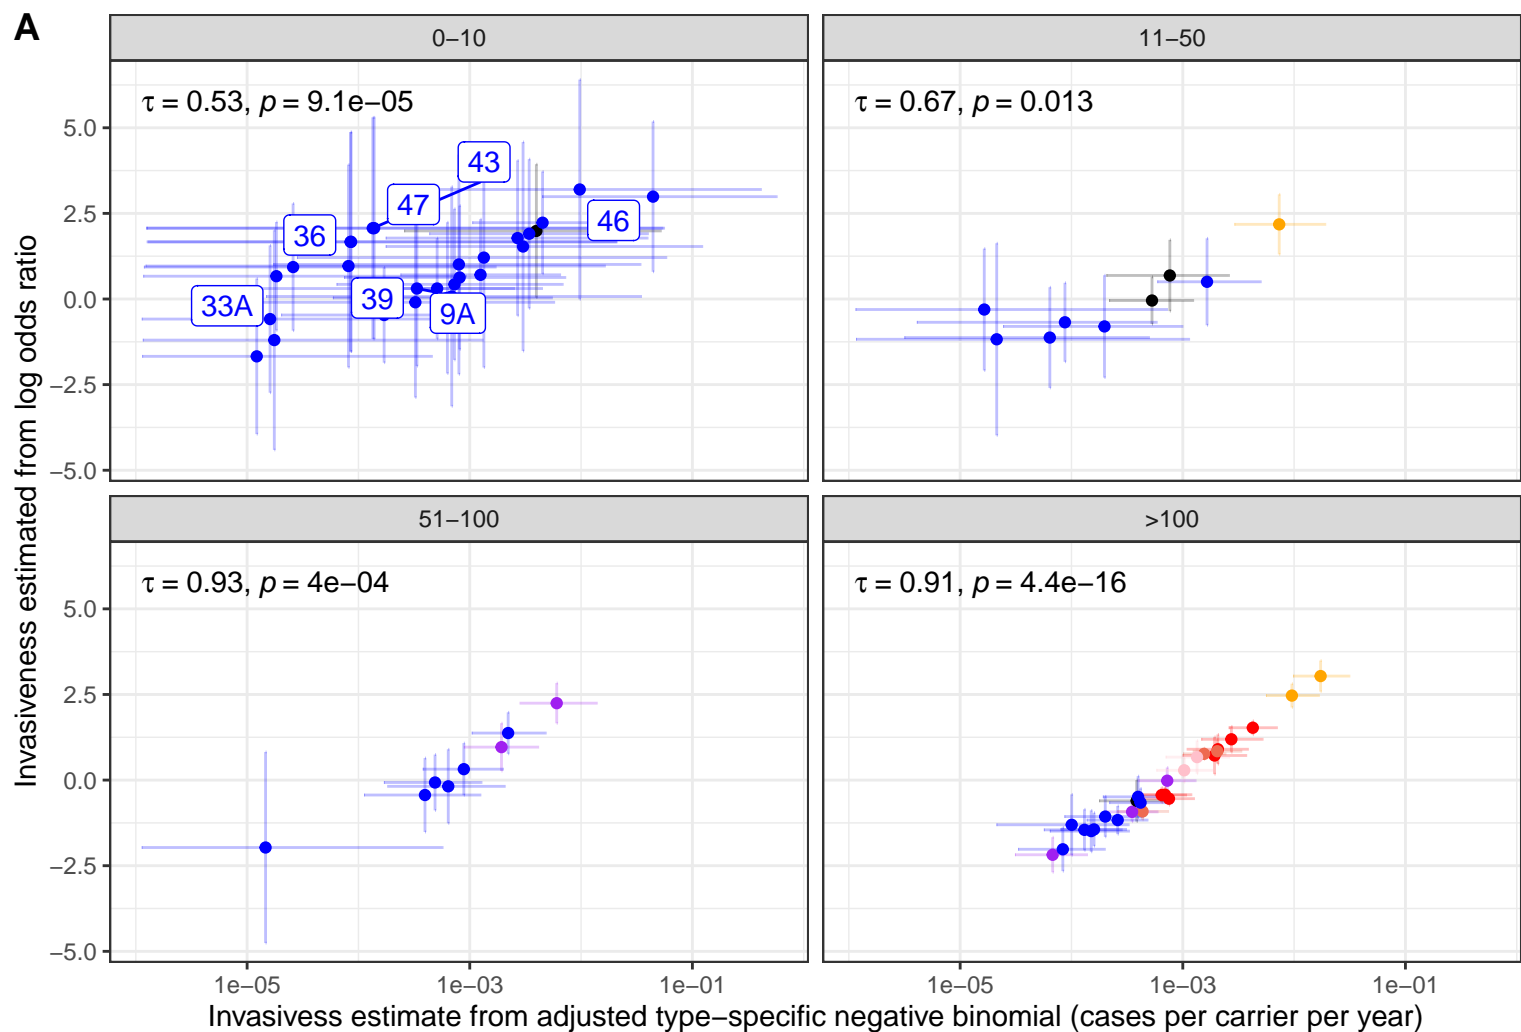 A
0−10
11−50
τ = 0.53, p = 9.1e−05
τ = 0.67, p = 0.013
5.0
2.5
0.0
−2.5
−5.0
43
47
36
46
33A
39
9A
51−100
>100
τ = 0.93, p = 4e−04
τ = 0.91, p = 4.4e−16
5.0
2.5
0.0
−2.5
−5.0
1e−05
1e−03
1e−01
1e−05
1e−03
1e−01
Invasiveness estimated from log odds ratio
Invasivess estimate from adjusted type−specific negative binomial (cases per carrier per year)